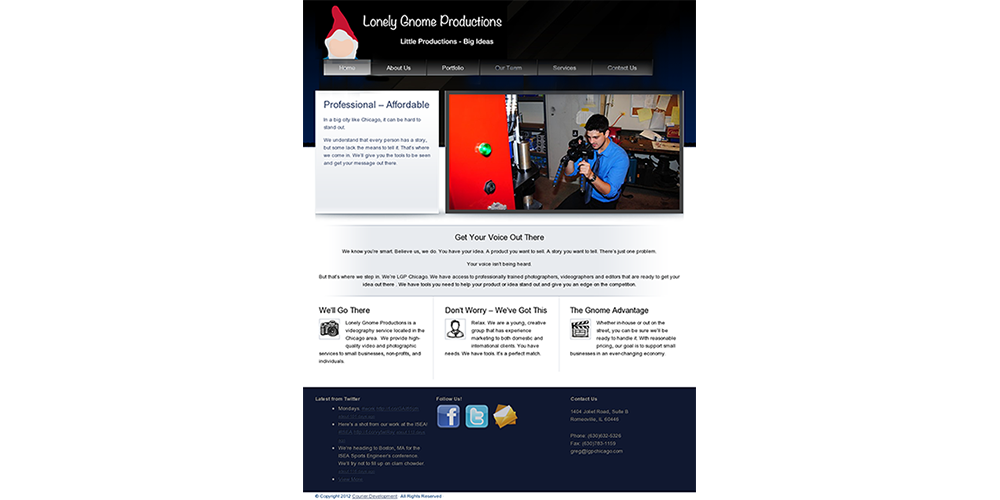 Lonely Gnome Productions
Little Productions - Big Ideas
Home
About Us
Portfolio
Our Team
Services
Contact Us
Professional – Affordable
In a big city like Chicago, it can be hard to
stand out.
We understand that every person has a story,
but some lack the means to tell it. That's where
we come in. We'll give you the tools to be seen
and get your message out there.
Get Your Voice Out There
We know you're smart. Believe us, we do. You have your idea. A product you want to sell. A story you want to tell. There's just one problem.
Your voice isn't being heard.
But that's where we step in. We're LGP Chicago. We have access to professionally trained photographers, videographers and editors that are ready to get your
idea out there . We have tools you need to help your product or idea stand out and give you an edge on the competition.
We'll Go There
Lonely Gnome Productions is a
videography service located in the
Chicago area. We provide high-
quality video and photographic
services to small businesses, non-profits, and
individuals.
Don't Worry – We've Got This
Relax. We are a young, creative
group that has experience
marketing to both domestic and
international clients. You have
needs. We have tools. It's a perfect match.
The Gnome Advantage
Whether in-house or out on the
street, you can be sure we'll be
ready to handle it. With reasonable
pricing, our goal is to support small
businesses in an ever-changing economy.
Latest from Twitter
Mondays
Here's a shot from our work at the ISEA!
We're heading to Boston, MA for the
ISEA Sports Engineer's conference.
We'll try not to fill up on clam chowder.
View More
Follow Us!
Contact Us
1404 Joliet Road, Suite B
Romeoville, IL 60446
Phone: (630)632-5326
Fax: (630)783-1109
greg@lgpchicago.com
© Copyright 2012 Counsel Development · All Rights Reserved